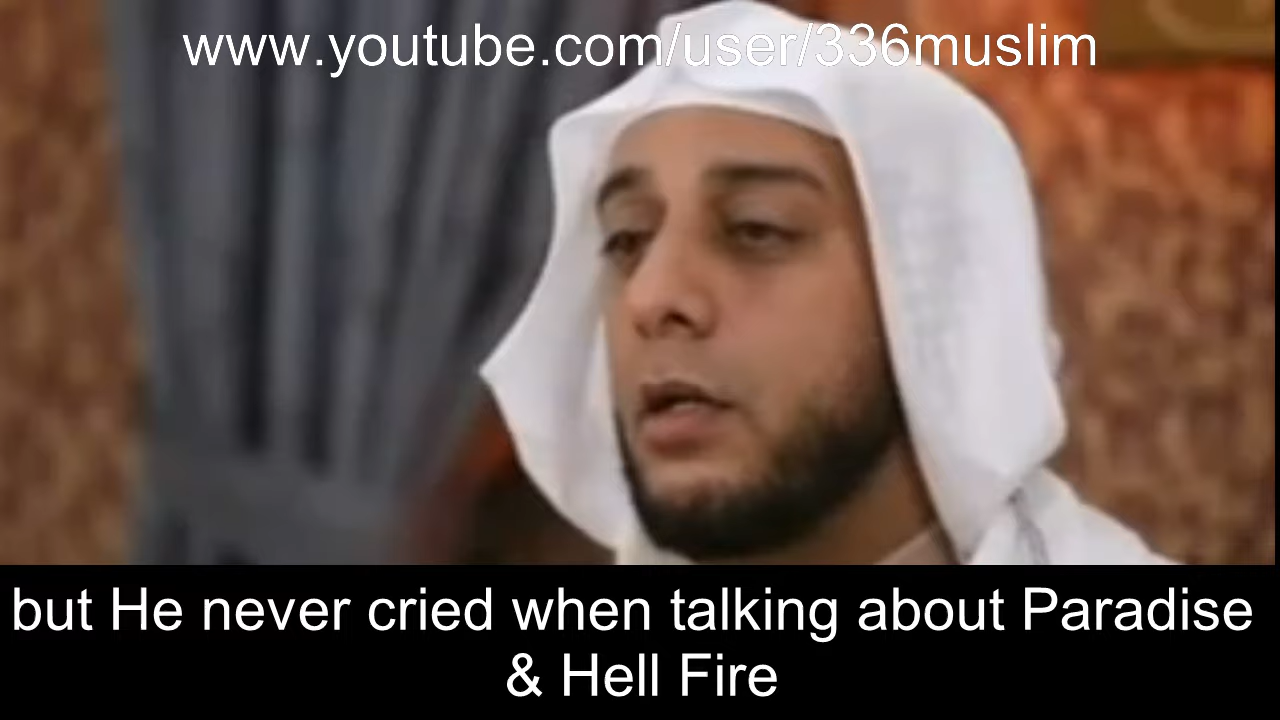 www.youtube.com/user/336muslim
but He never cried when talking about Paradise
& Hell Fire